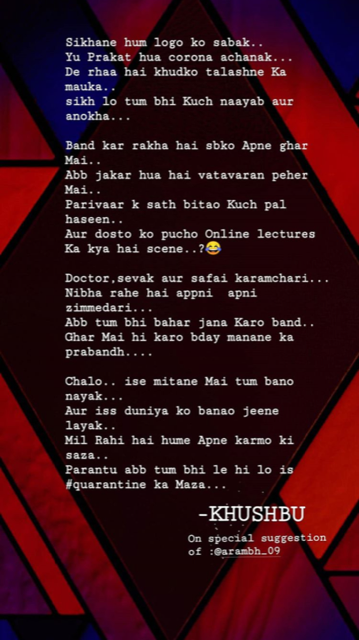 Sikhane hum logo ko sabak..
Yu Prakat hua corona achanak...
De rhaa hai khudko talashne Ka
mauka..
sikh lo tum bhi Kuch naayab aur
anokha...
Band kar rakha hai sbko Apne ghar
Mai..
Abb jakar hua hai vatavaran peher
Mai..
Parivaar k sath bitao Kuch pal
haseen..
Aur dosto ko pucho Online lectures
Ka kya hai scene..?😂
Doctor,sevak aur safai karamchari...
Nibha rahe hai appni apni
zimmedari...
Abb tum bhi bahar jana Karo band..
Ghar Mai hi karo bday manane ka
prabandh....
Chalo.. ise mitane Mai tum bano
nayak...
Aur iss duniya ko banao jeene
layak..
Mil Rahi hai hume Apne karmo ki
saza..
Parantu abb tum bhi le hi lo is
#quarantine ka Maza...
-KHUSHBU
On special suggestion
of :@arambh_09